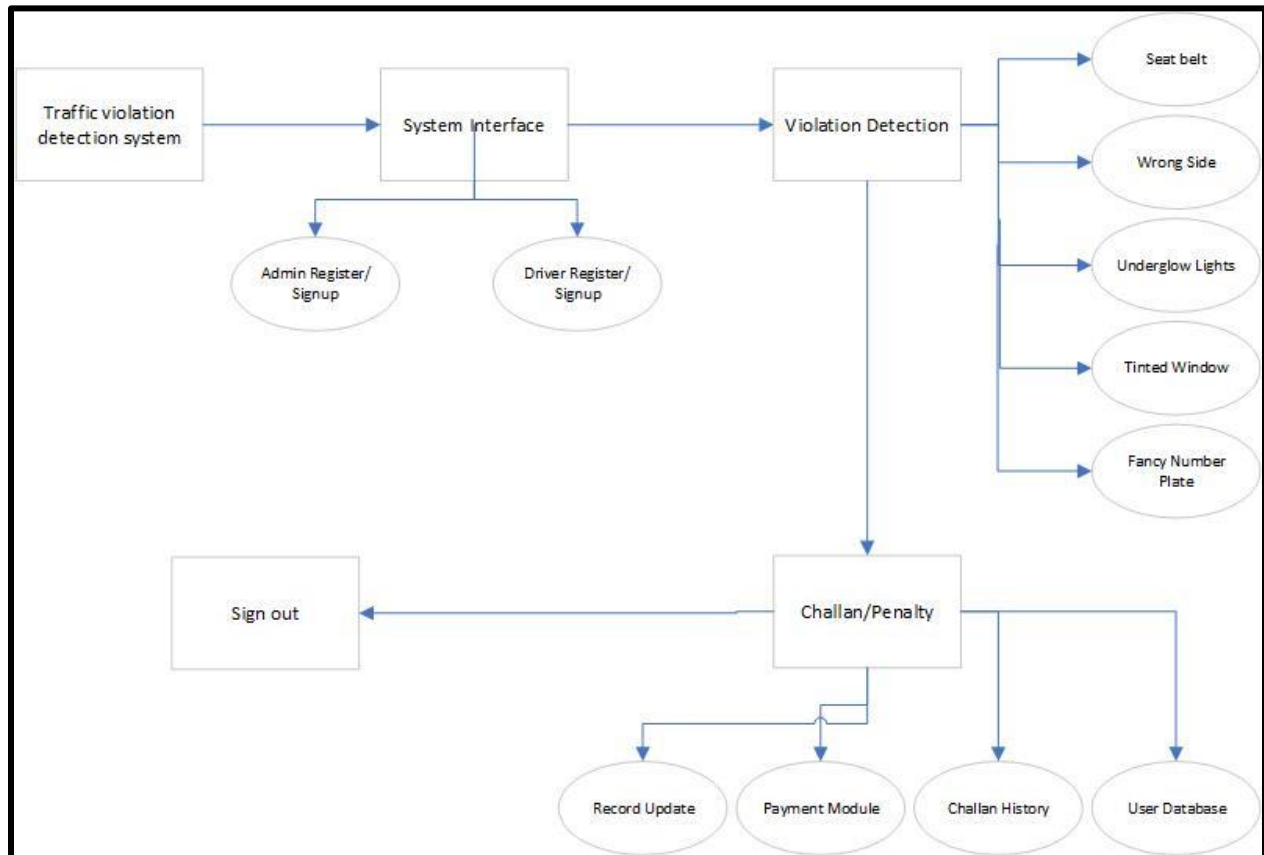 Seat belt
Traffic violation
detection system
System Interface
Violation Detection
Wrong Side
Admin Register/
Signup
Driver Register/
Signup
Underglow Lights
Tinted Window
Fancy Number
Plate
Sign out
Challan/Penalty
Record Update
Payment Module
Challan History
User Database